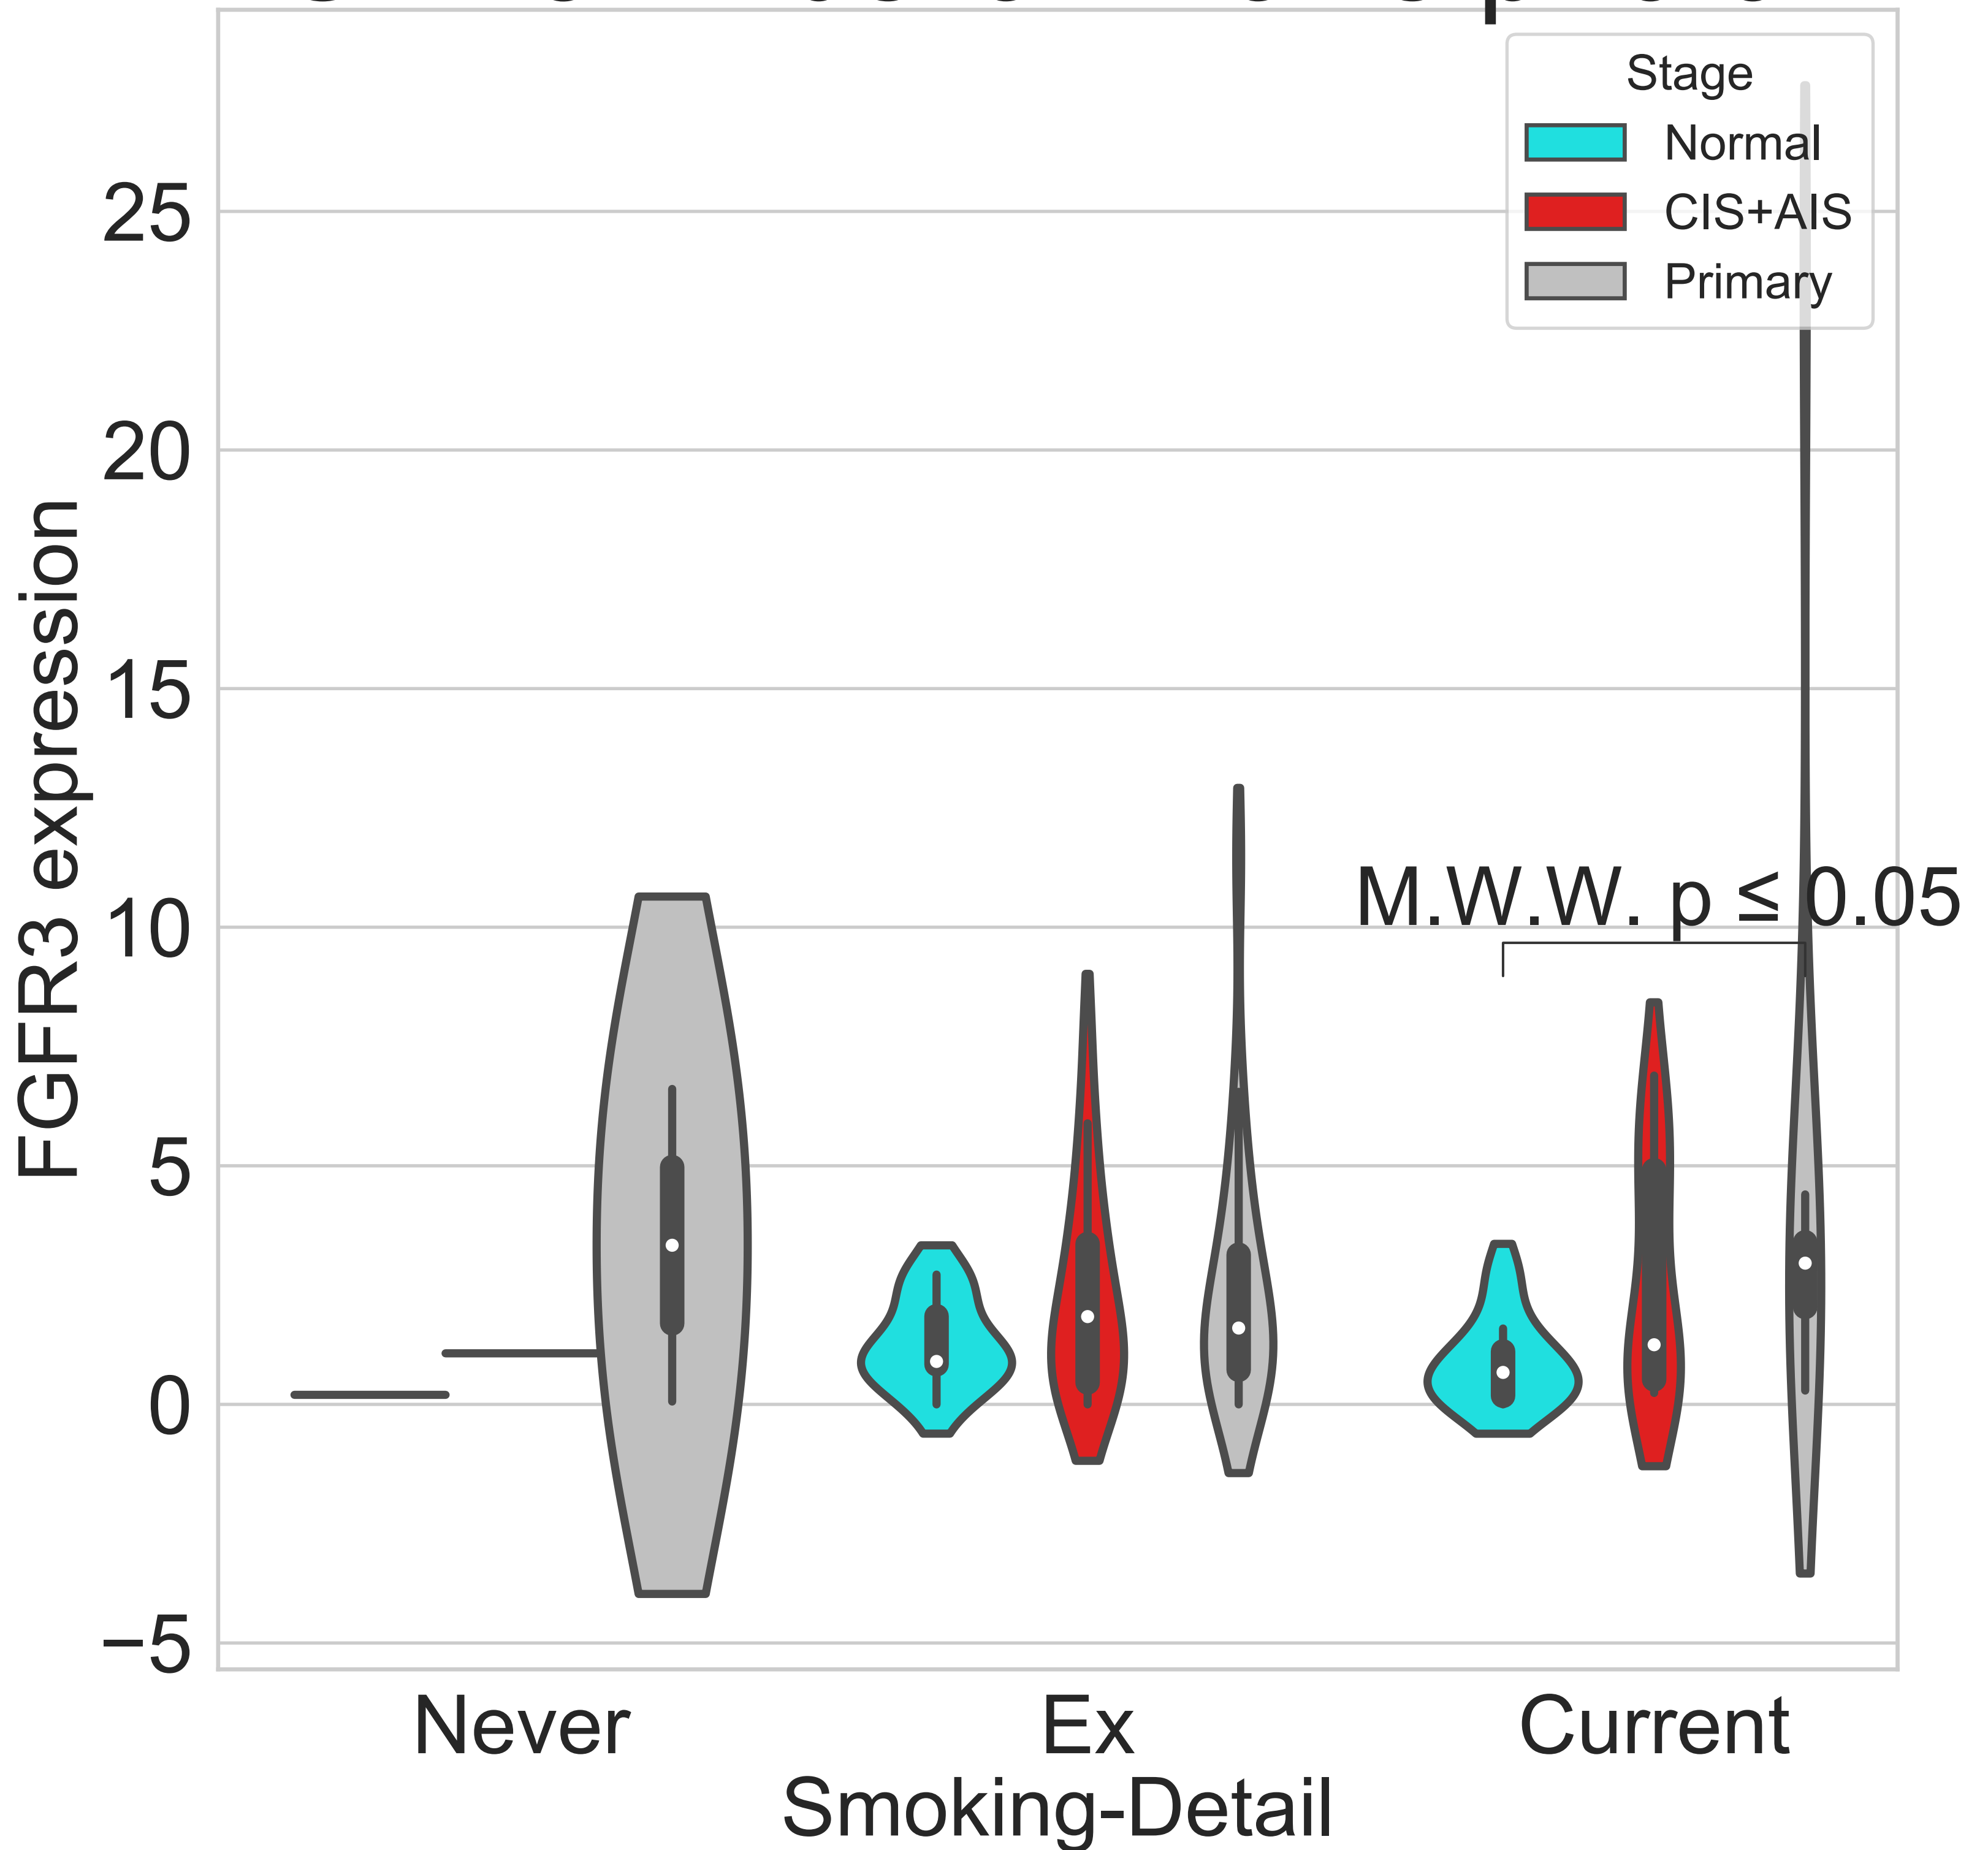 Stage
Normal
CIS+AIS
Primary
25
20
15
10
5
0
−5
FGFR3 expression
M.W.W. p ≤ 0.05
Never
Ex
Current
Smoking-Detail